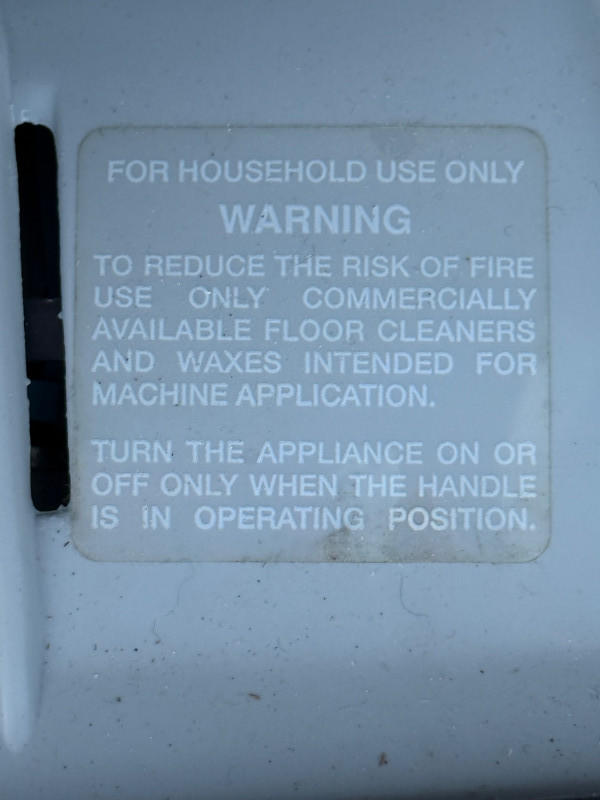 FOR HOUSEHOLD USE ONLY
WARNING
TO REDUCE THE RISK OF FIRE
USE ONLY COMMERCIALLY
AVAILABLE FLOOR CLEANERS
AND WAXES INTENDED FOR
MACHINE APPLICATION.
TURN THE APPLIANCE ON OR
OFF ONLY WHEN THE HANDLE
IS IN OPERATING POSITION.